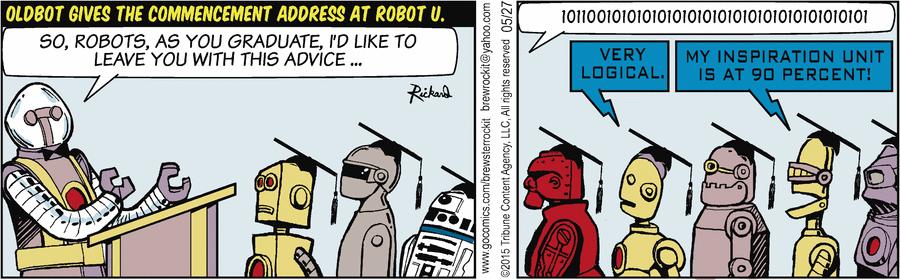 OLDBOT GIVES THE COMMENCEMENT ADDRESS AT ROBOT U.
SO, ROBOTS, AS YOU GRADUATE, I'D LIKE TO
LEAVE YOU WITH THIS ADVICE ...
Rickard
www.gocomics.com/brewsterrockit brewrockit@yahoo.com
©2015 Tribune Content Agency, LLC, All rights reserved 05/27
1011001010101010101010101010101010101010101
VERY
LOGICAL.
MY INSPIRATION UNIT
IS AT 90 PERCENT!